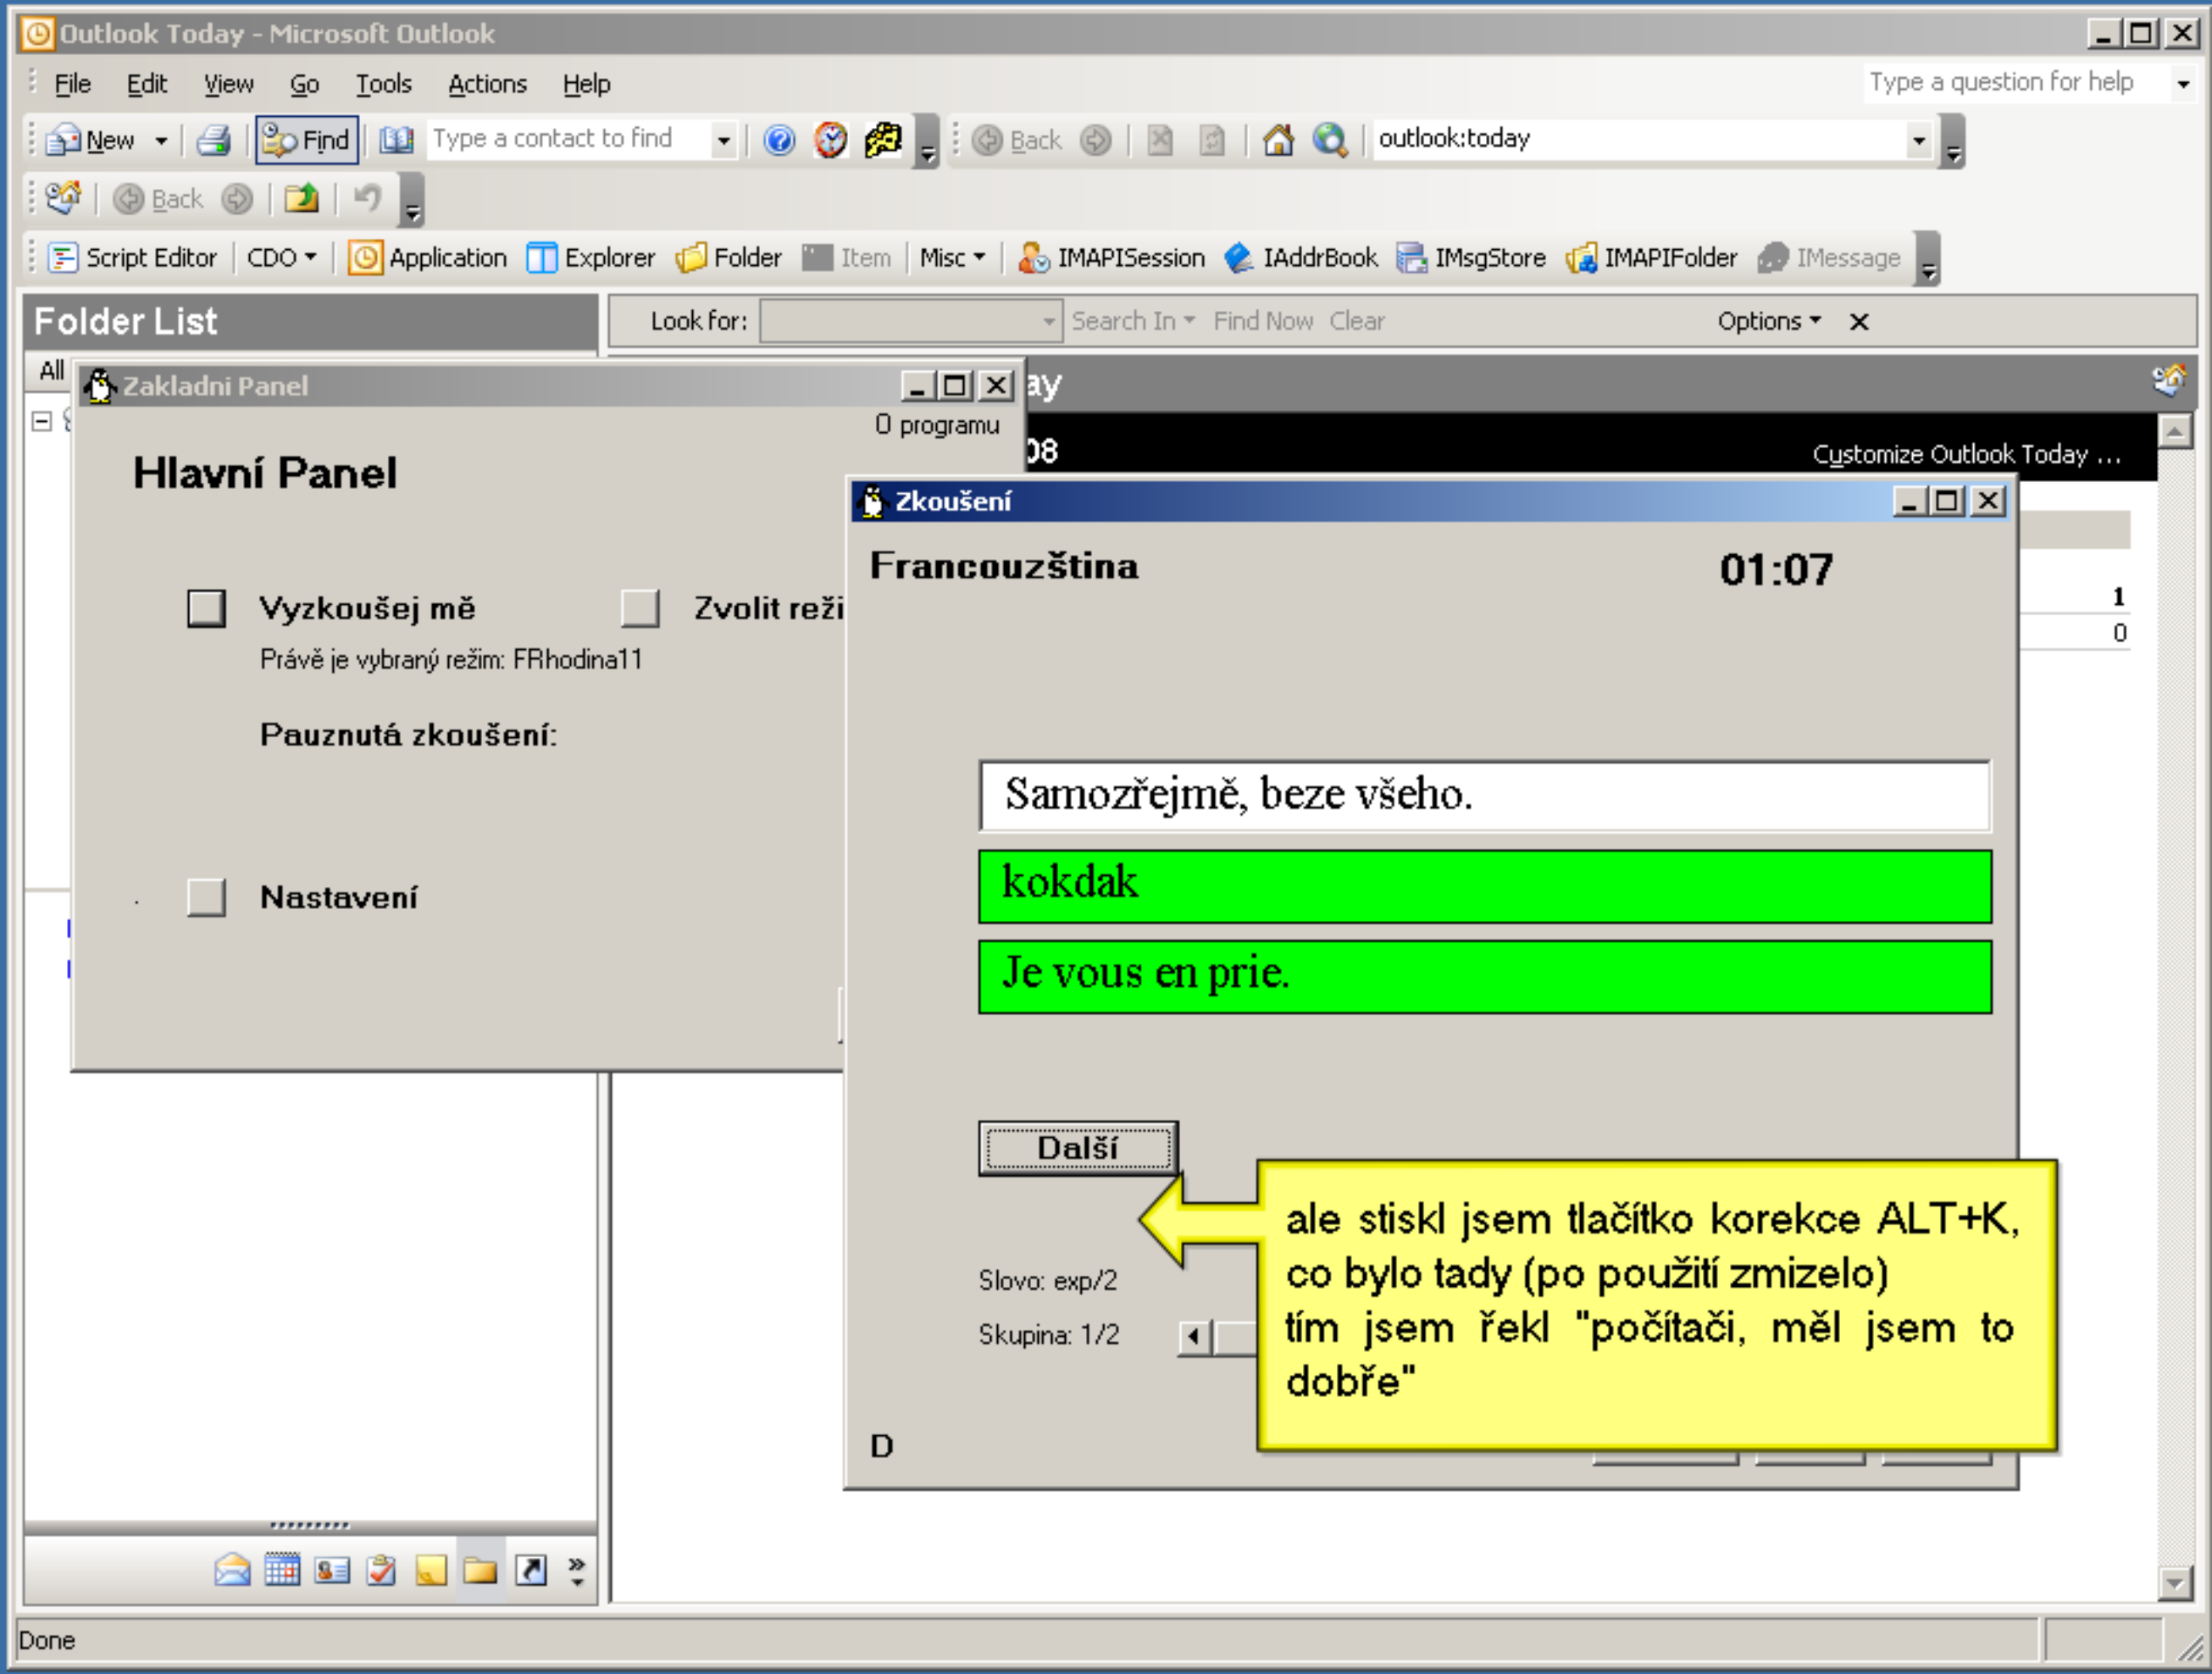 Outlook Today - Microsoft Outlook
File Edit View Go Tools Actions Help Type a question for help
New Find Type a contact to find Back outlook:today
Back
Script Editor CDO Application Explorer Folder Item Misc IMAPISession IAddrBook IMsgStore IMAPIFolder IMessage
Folder List Look for: Search In Find Now Clear Options
All
Zakladni Panel
ay
O programu
08
Customize Outlook Today ...
Hlavní Panel
Zkoušení
Francouzština 01:07
1
0
Vyzkoušej mě Zvolit reži
Právě je vybraný režim: FRhodina11
Pauznutá zkoušení:
Samozřejmě, beze všeho.
kokdak
Nastavení
Je vous en prie.
Další
ale stiskl jsem tlačítko korekce ALT+K,
co bylo tady (po použití zmizelo)
tím jsem řekl "počítači, měl jsem to
dobře"
Slovo: exp/2
Skupina: 1/2
D
Done